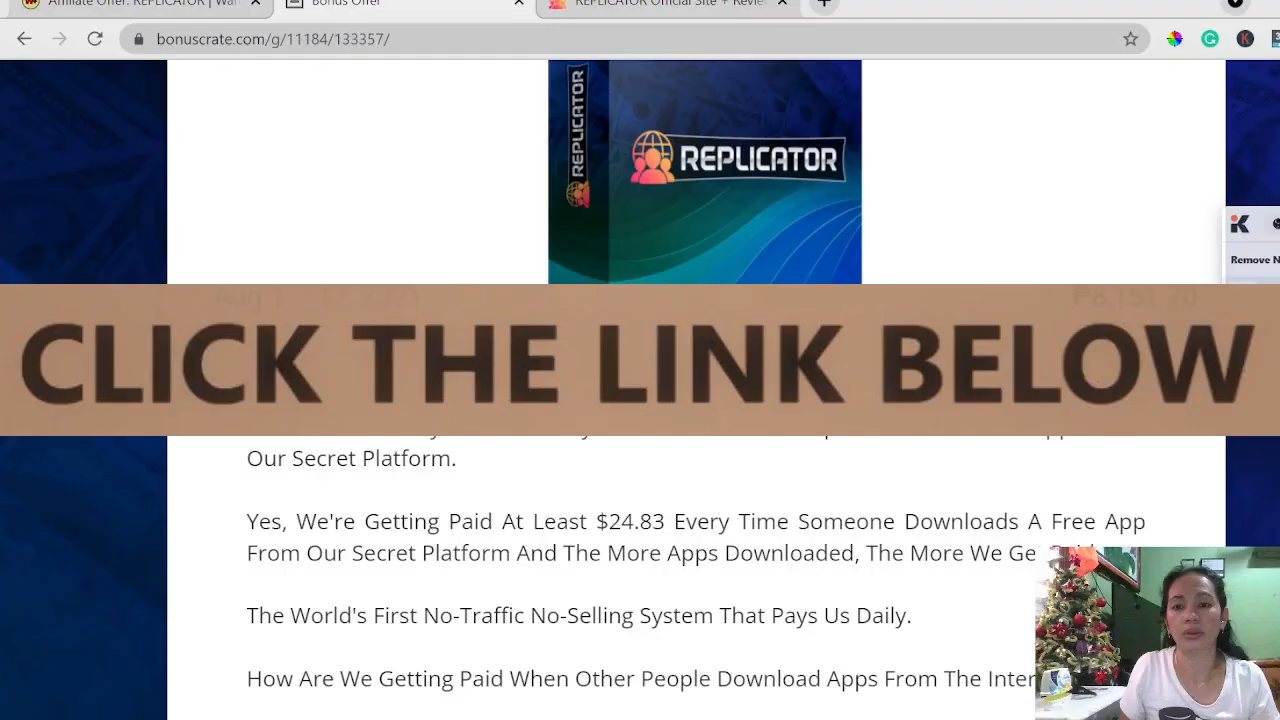 Affiliate Offer: REPLICATOR | War
Bonus Offer
REPLICATOR Official Site + Revie
bonuscrate.com/g/11184/133357/
REPLICATOR
REPLICATOR
Remove N
CLICK THE LINK BELOW
Our Secret Platform.
Yes, We're Getting Paid At Least $24.83 Every Time Someone Downloads A Free App
From Our Secret Platform And The More Apps Downloaded, The More We Ge
The World's First No-Traffic No-Selling System That Pays Us Daily.
How Are We Getting Paid When Other People Download Apps From The Inter